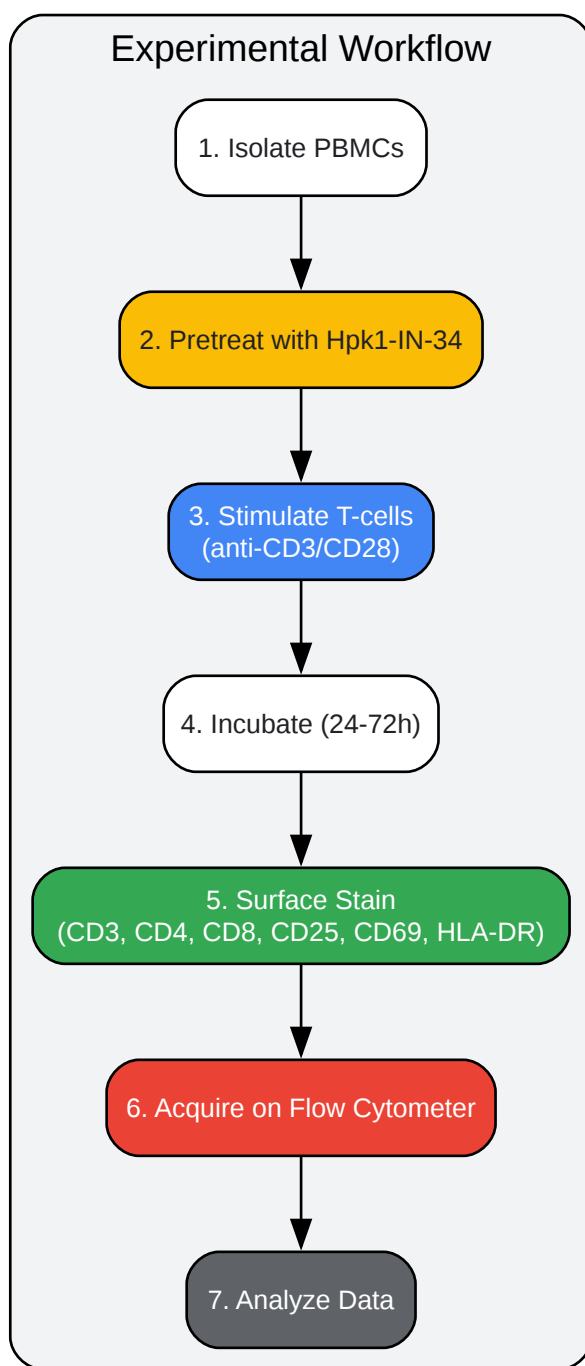 Experimental Workflow
1. Isolate PBMCs
2. Pretreat with Hpk1-IN-34
3. Stimulate T-cells
(anti-CD3/CD28)
4. Incubate (24-72h)
5. Surface Stain
(CD3, CD4, CD8, CD25, CD69, HLA-DR)
6. Acquire on Flow Cytometer
7. Analyze Data